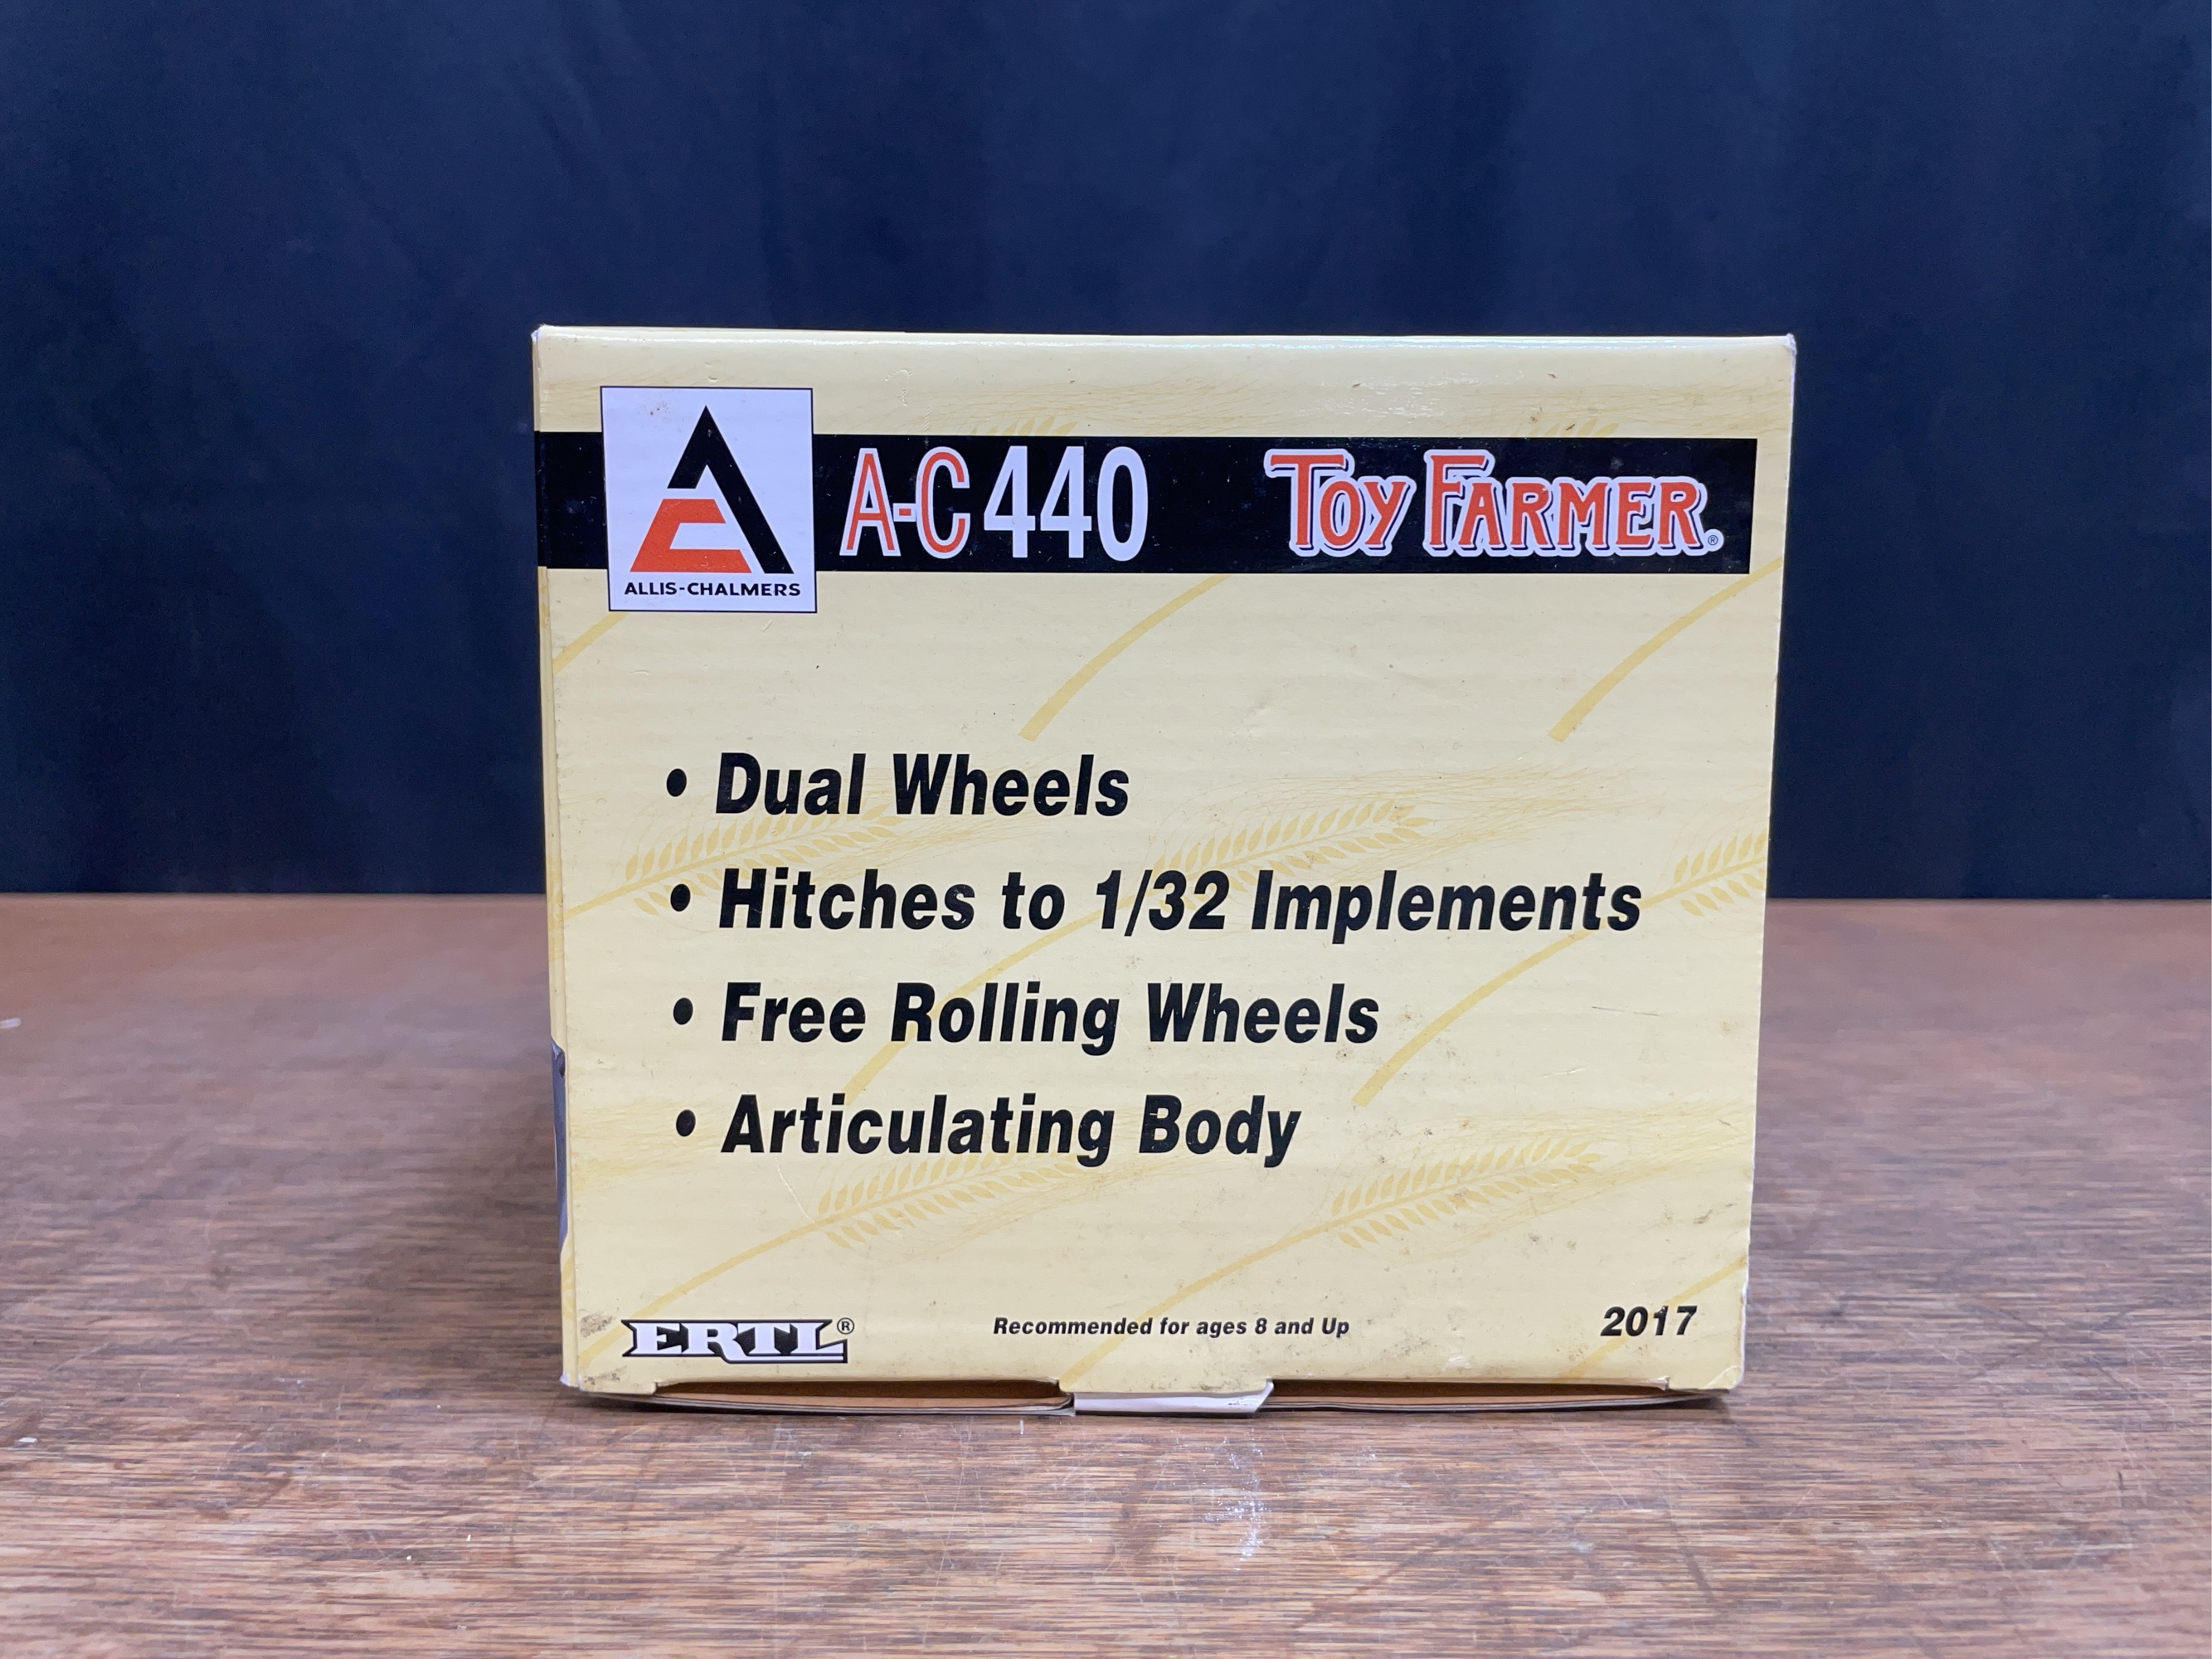 A-C 440 TOY FARMER®
ALLIS-CHALMERS
• Dual Wheels
• Hitches to 1/32 Implements
• Free Rolling Wheels
• Articulating Body
ERTL® Recommended for ages 8 and Up 2017